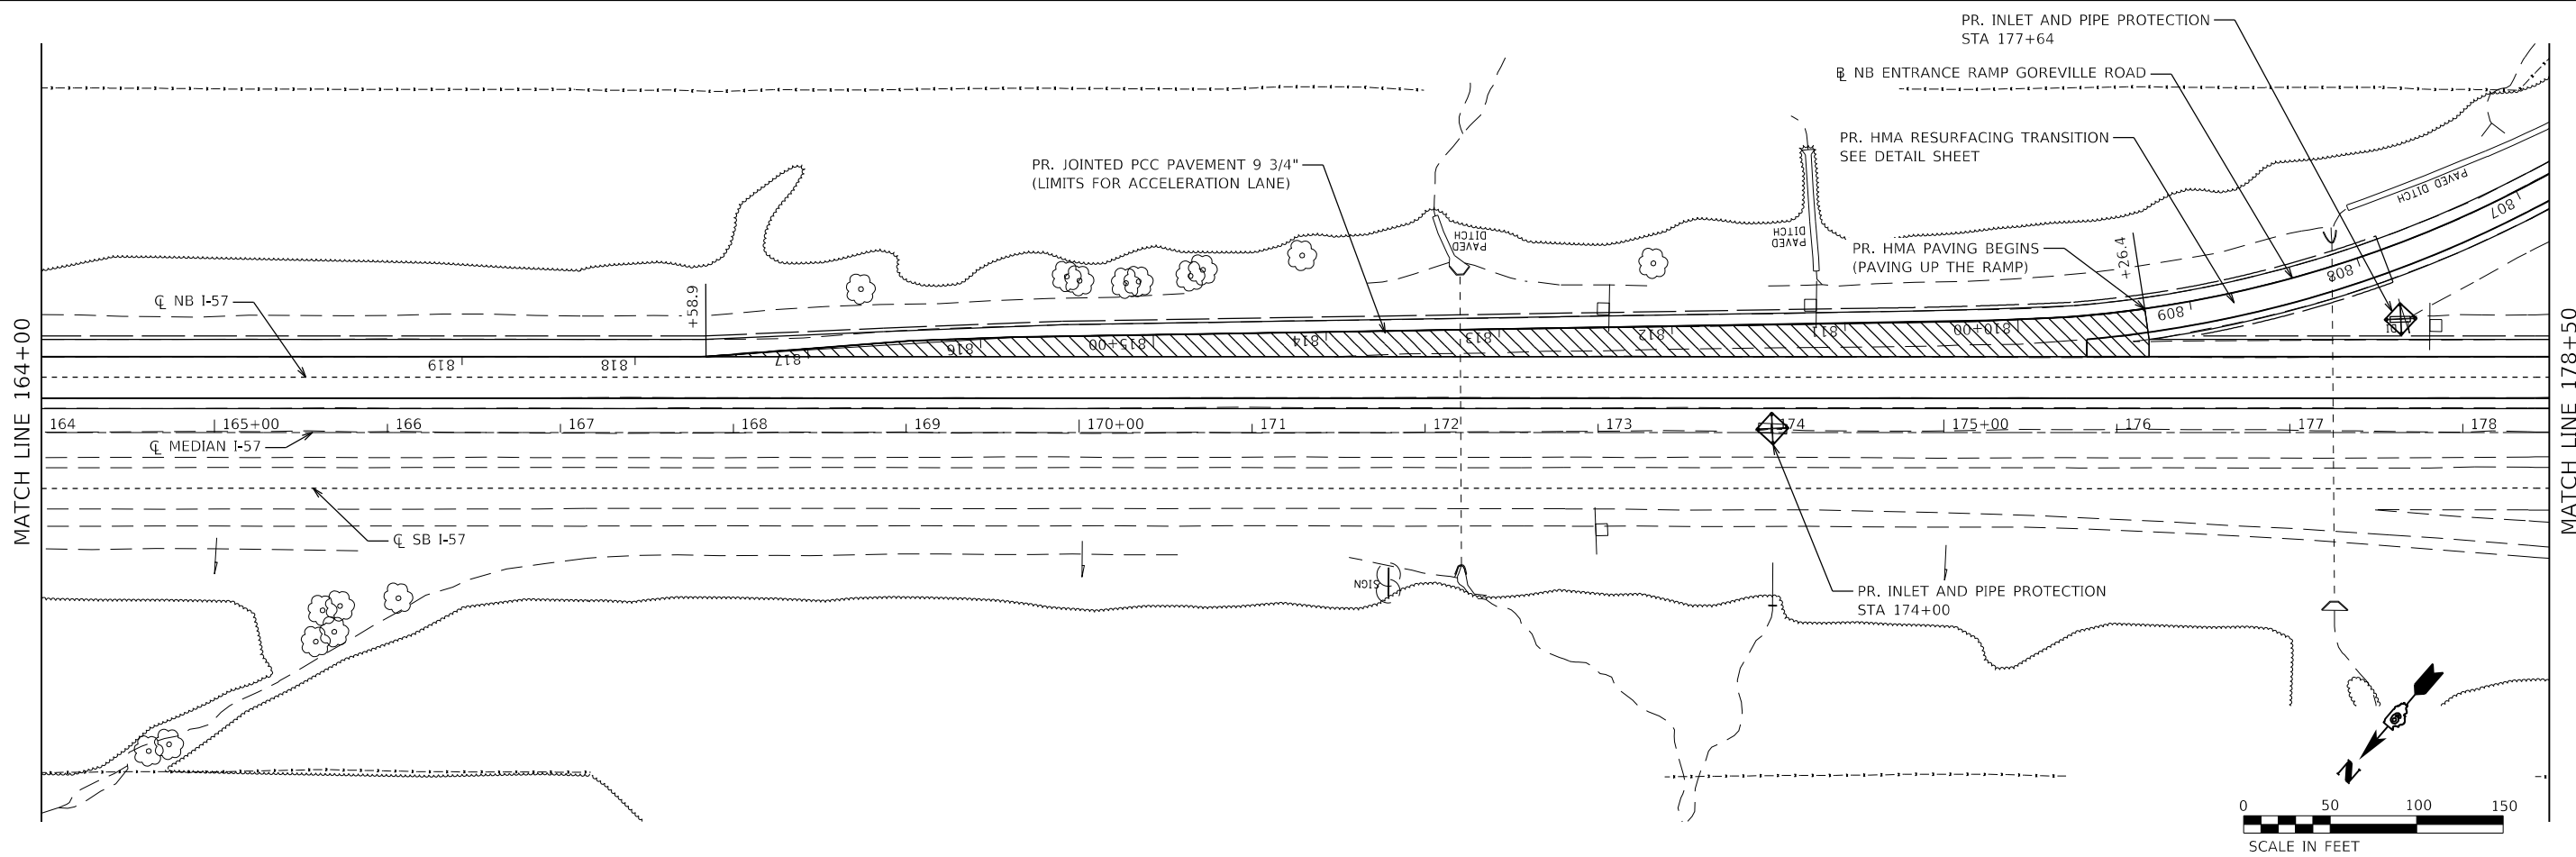 PR. INLET AND PIPE PROTECTION
STA 177+64
℄ NB ENTRANCE RAMP GOREVILLE ROAD
PR. HMA RESURFACING TRANSITION
SEE DETAIL SHEET
PR. JOINTED PCC PAVEMENT 9 3/4"
(LIMITS FOR ACCELERATION LANE)
PAVED DITCH
PAVED
DITCH
PAVED
DITCH
PR. HMA PAVING BEGINS
(PAVING UP THE RAMP)
+26.4
+58.9
℄ NB I-57
819
818
817
816
815+00
814
813
812
811
810+00
809
808
807
MATCH LINE 164+00
MATCH LINE 178+50
164
165+00
166
167
168
169
170+00
171
172
173
174
175+00
176
177
178
℄ MEDIAN I-57
℄ SB I-57
SIGN
PR. INLET AND PIPE PROTECTION
STA 174+00
N
0 50 100 150
SCALE IN FEET